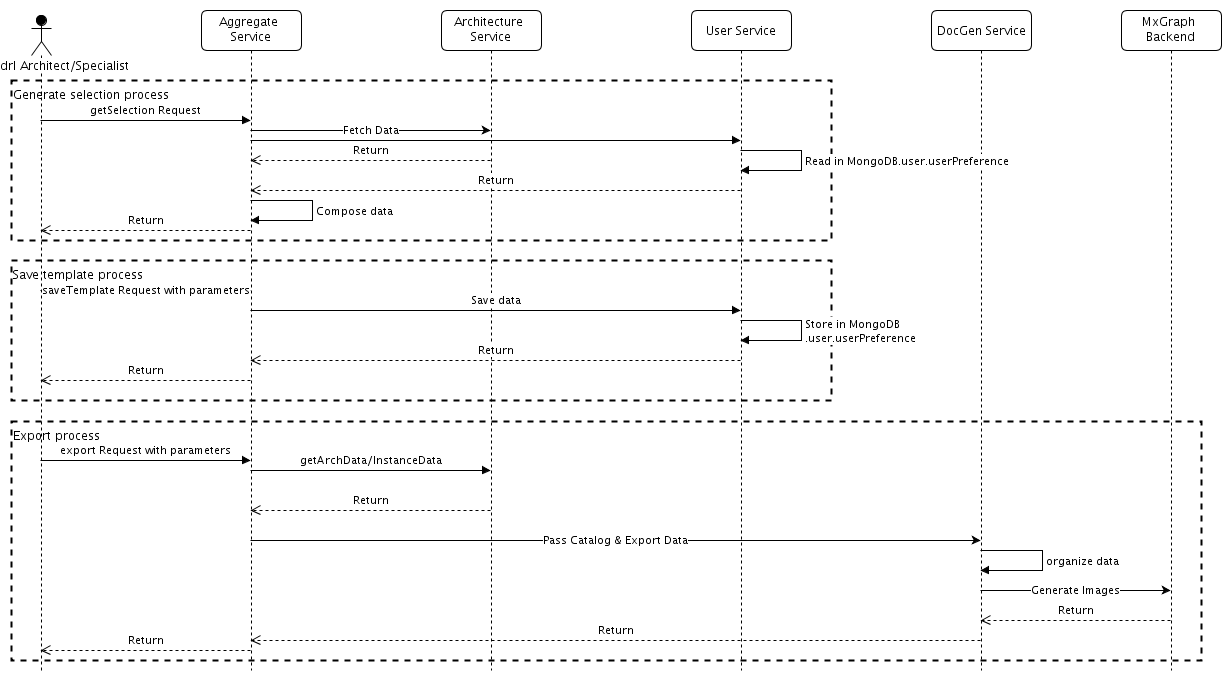 Aggregate
Service
Architecture
Service
User Service
DocGen Service
MxGraph
Backend
drl Architect/Specialist
Generate selection process
getSelection Request
Fetch Data
Return
Read in MongoDB.user.userPreference
Return
Compose data
Return
Save template process
saveTemplate Request with parameters
Save data
Store in MongoDB
.user.userPreference
Return
Return
Export process
export Request with parameters
getArchData/InstanceData
Return
Pass Catalog & Export Data
organize data
Generate Images
Return
Return
Return